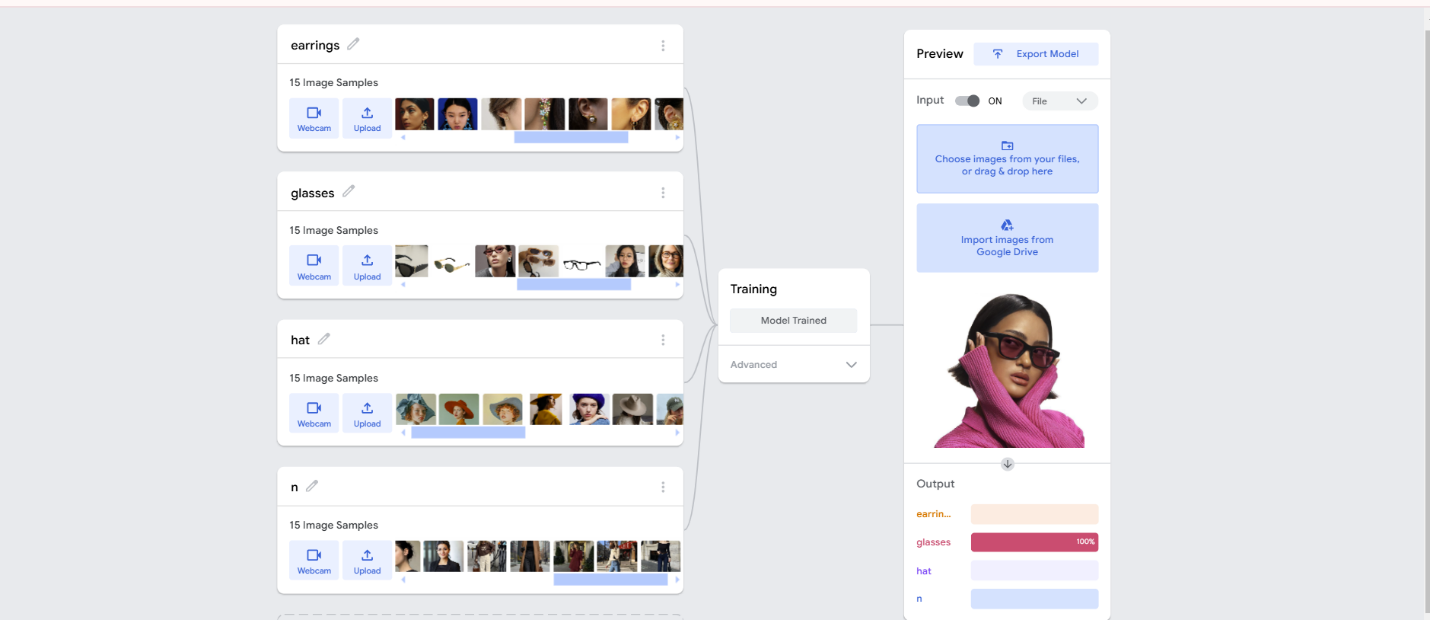 earrings
15 Image Samples
Webcam
Upload
glasses
15 Image Samples
Webcam
Upload
hat
15 Image Samples
Webcam
Upload
n
15 Image Samples
Webcam
Upload
Training
Model Trained
Advanced
Preview
Export Model
Input
ON
File
Choose images from your files,
or drag & drop here
Import images from
Google Drive
Output
earrin...
glasses
100%
hat
n